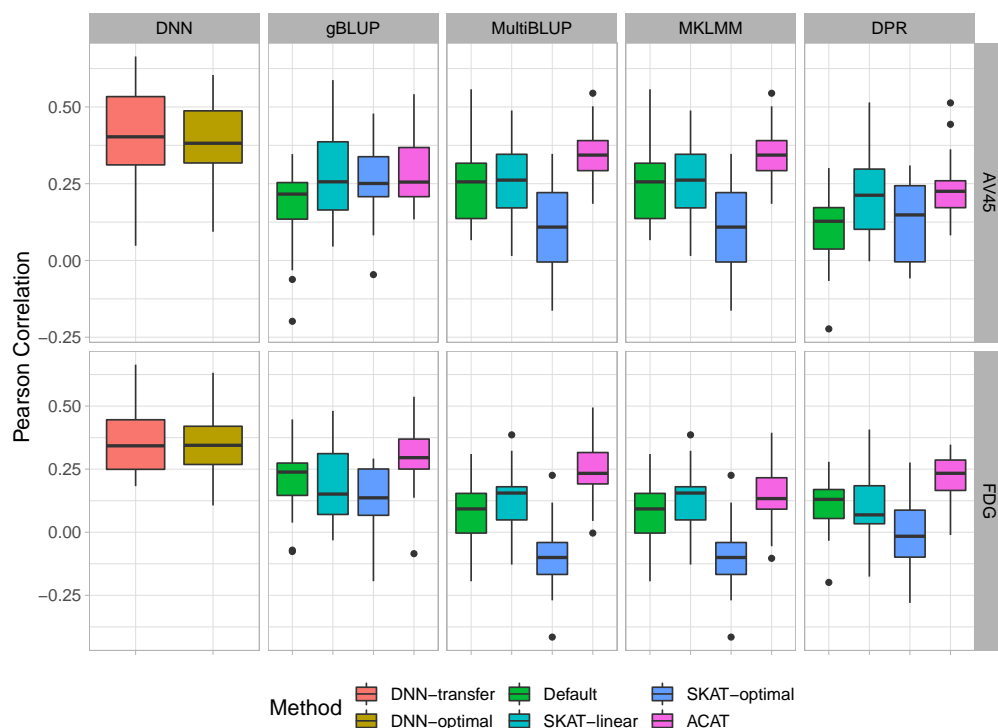 DNN gBLUP MultiBLUP MKLMM DPR
0.50
0.25
0.00
−0.25
AV45
Pearson Correlation
0.50
0.25
0.00
−0.25
FDG
Method
DNN−transfer Default SKAT−optimal
DNN−optimal SKAT−linear ACAT